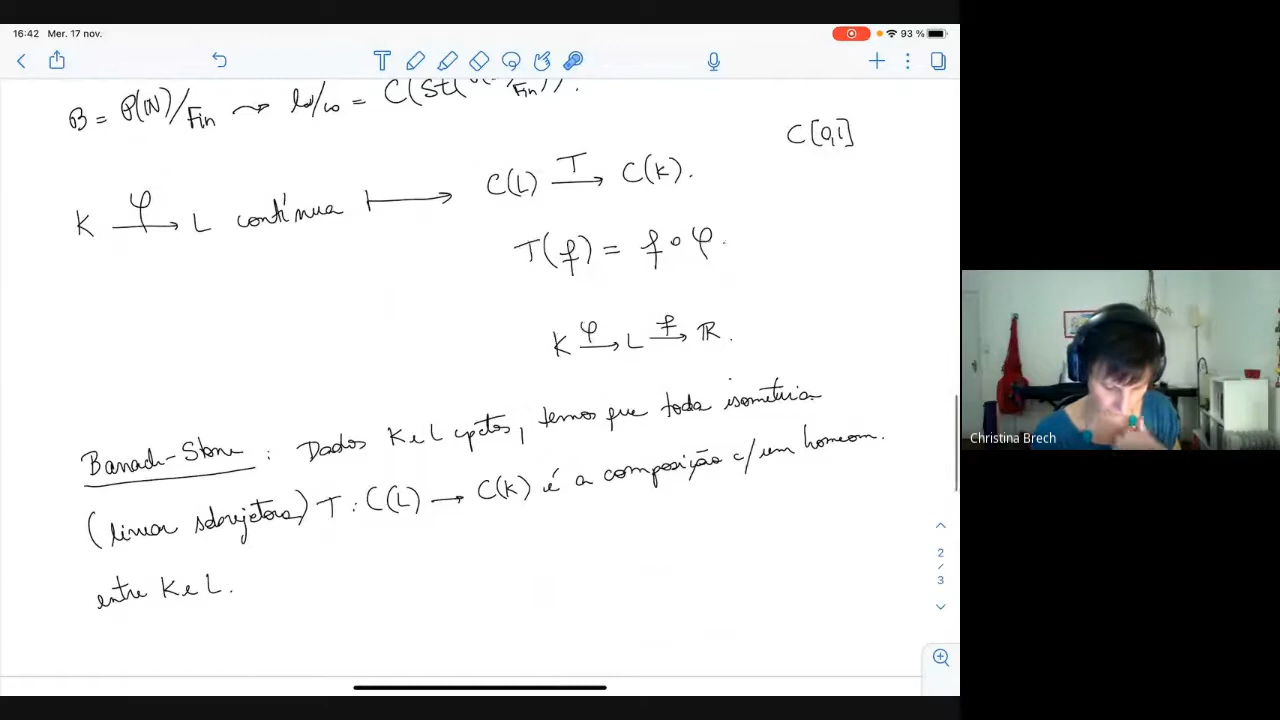 16:42 Mer. 17 nov. 93 %
B = P(N)/Fin ⇝ l∞/c0 = C(St(P(N)/Fin)).
C[0,1]
K —φ→ L contínua ⟼ C(L) —T→ C(K).
T(f) = f ∘ φ.
K —φ→ L —f→ ℝ.
Banach-Stone : Dados K e L cptos, temos que toda isometria
(linear sobrejetora) T : C(L) → C(K) é a composição c/ um homeom.
entre K e L.
2
/
3
Christina Brech